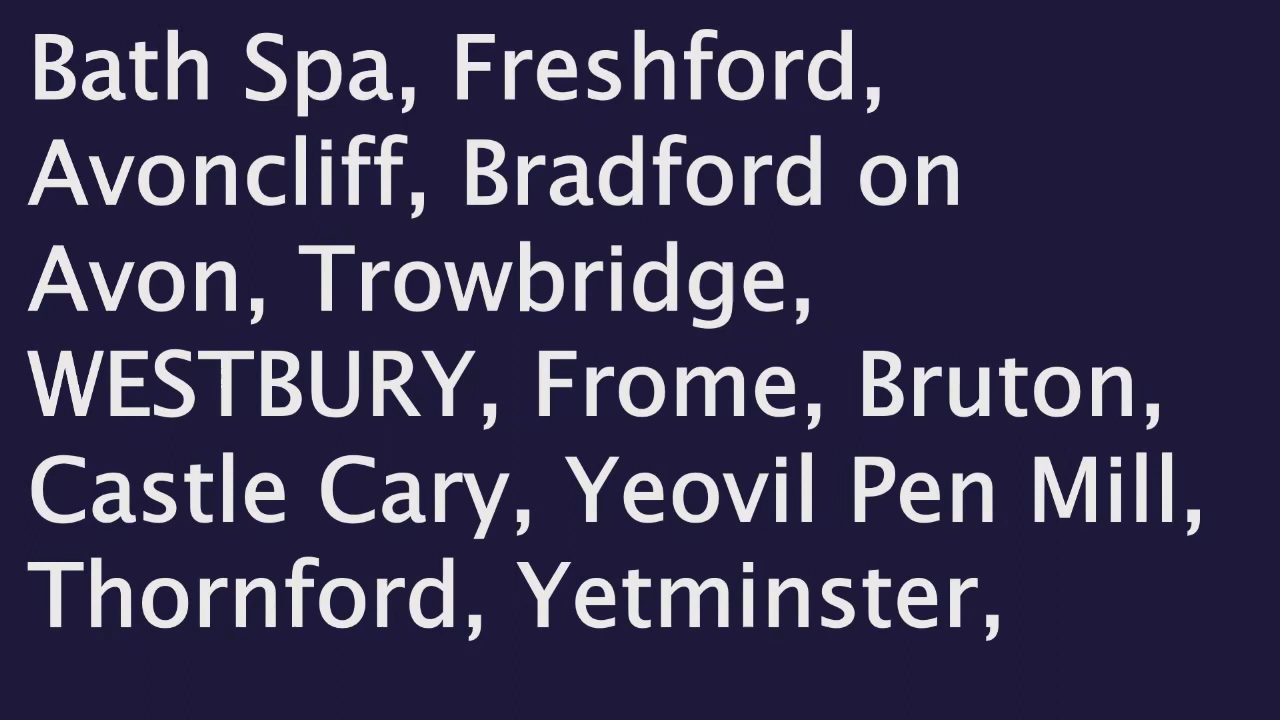 Bath Spa, Freshford,
Avoncliff, Bradford on
Avon, Trowbridge,
WESTBURY, Frome, Bruton,
Castle Cary, Yeovil Pen Mill,
Thornford, Yetminster,